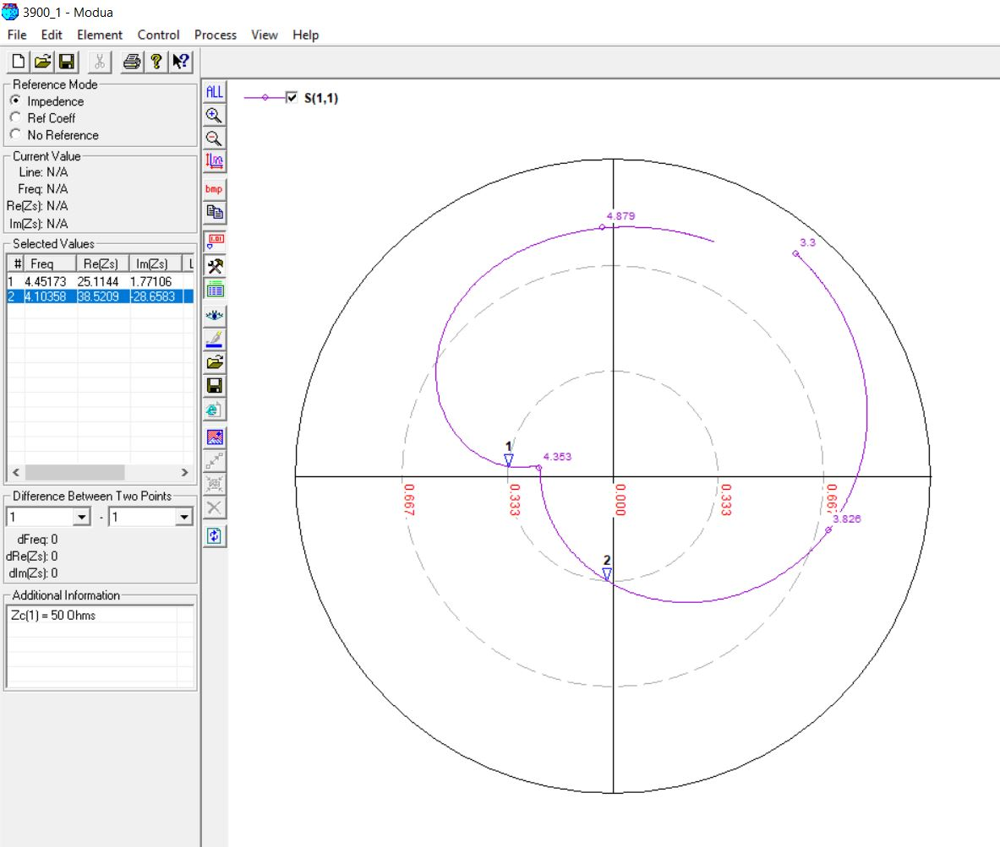 3900_1 - Modua
File Edit Element Control Process View Help
Reference Mode
Impedence
Ref Coeff
No Reference
Current Value
Line: N/A
Freq: N/A
Re(Zs): N/A
Im(Zs): N/A
Selected Values
# Freq Re(Zs) Im(Zs) L
1 4.45173 25.1144 1.77106
2 4.10358 38.5209 -28.6583
Difference Between Two Points
1 - 1
dFreq: 0
dRe(Zs): 0
dIm(Zs): 0
Additional Information
Zc(1) = 50 Ohms
ALL
bmp
1.01
S(1,1)
4.879
3.3
1
4.353
0.667
0.333
0.000
0.333
0.667
3.826
2